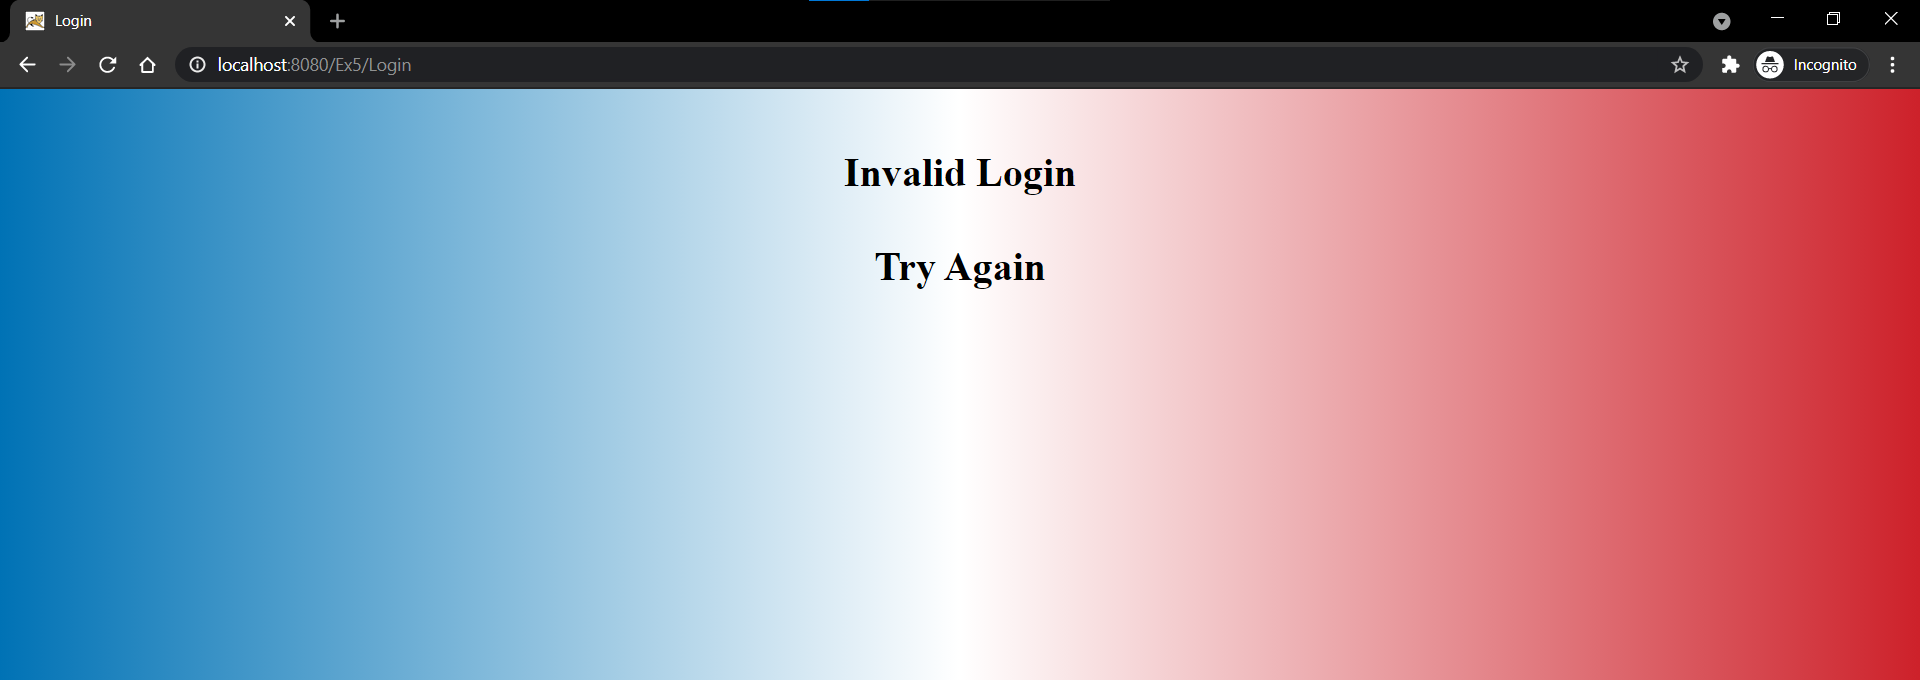 Login
localhost:8080/Ex5/Login
Incognito
Invalid Login
Try Again